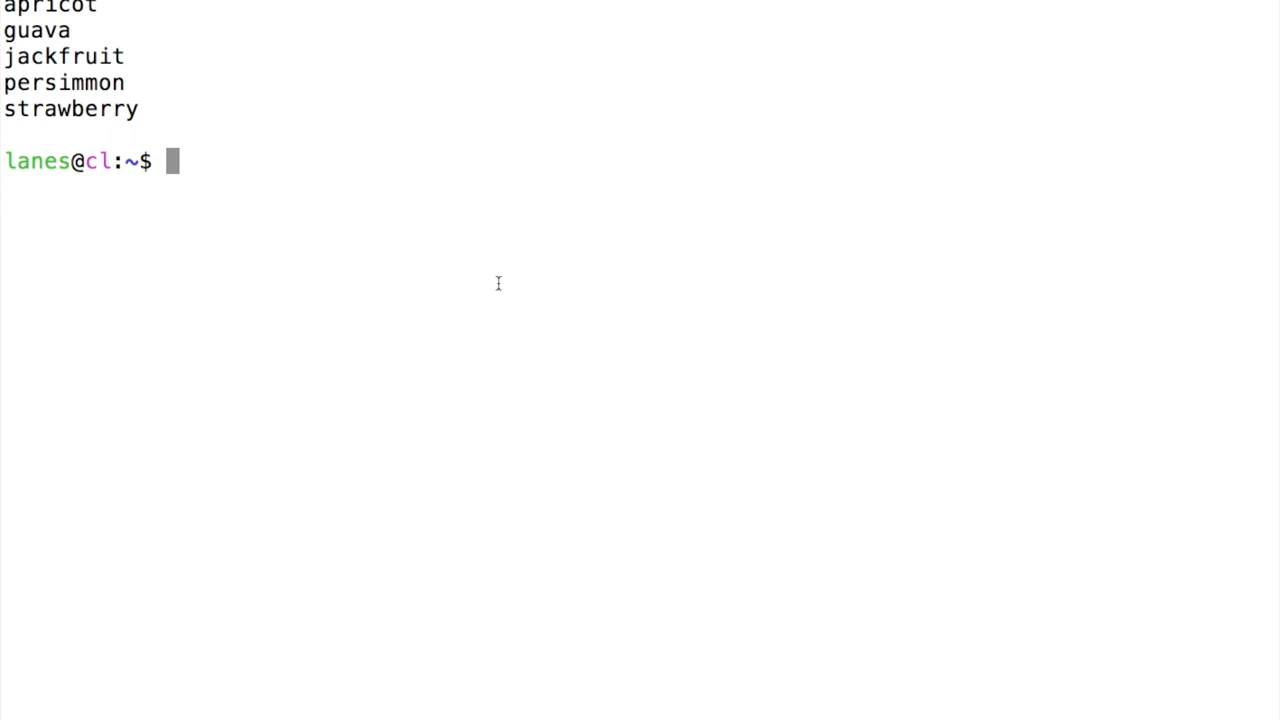 apricot
guava
jackfruit
persimmon
strawberry
lanes@cl:~$